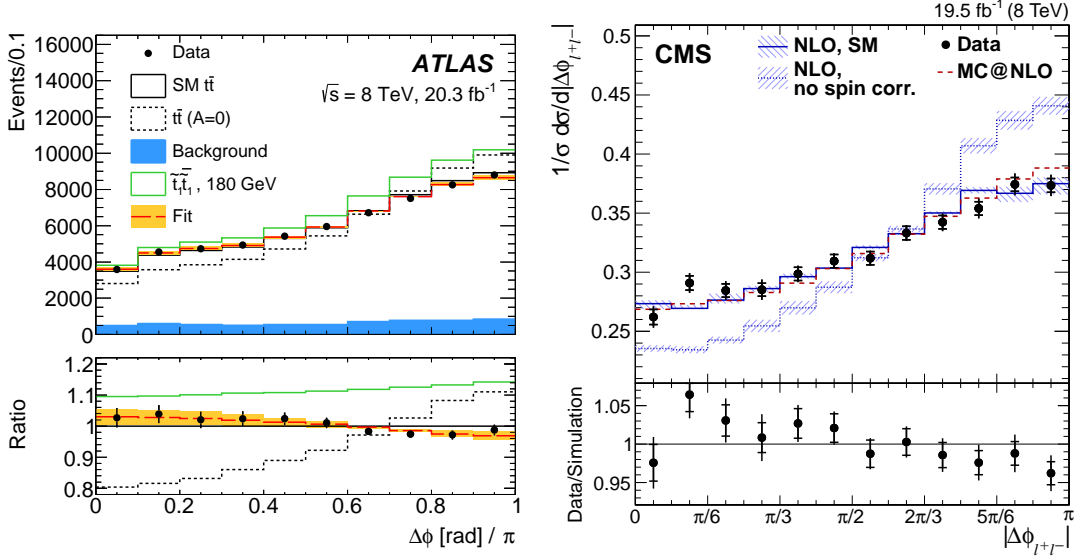 Events/0.1
16000
14000
12000
10000
8000
6000
4000
2000
0
Data
SM tt̄
tt̄ (A=0)
Background
t̃₁t̃̄₁ , 180 GeV
Fit
ATLAS
√s = 8 TeV, 20.3 fb⁻¹
Ratio
1.2
1.1
1
0.9
0.8
0 0.2 0.4 0.6 0.8 1
Δϕ [rad] / π
19.5 fb⁻¹ (8 TeV)
1/σ dσ/d|Δϕ_{l⁺l⁻}|
0.5
0.45
0.4
0.35
0.3
0.25
CMS
NLO, SM
NLO,
no spin corr.
Data
MC@NLO
Data/Simulation
1.05
1
0.95
0 π/6 π/3 π/2 2π/3 5π/6 π
|Δϕ_{l⁺l⁻}|